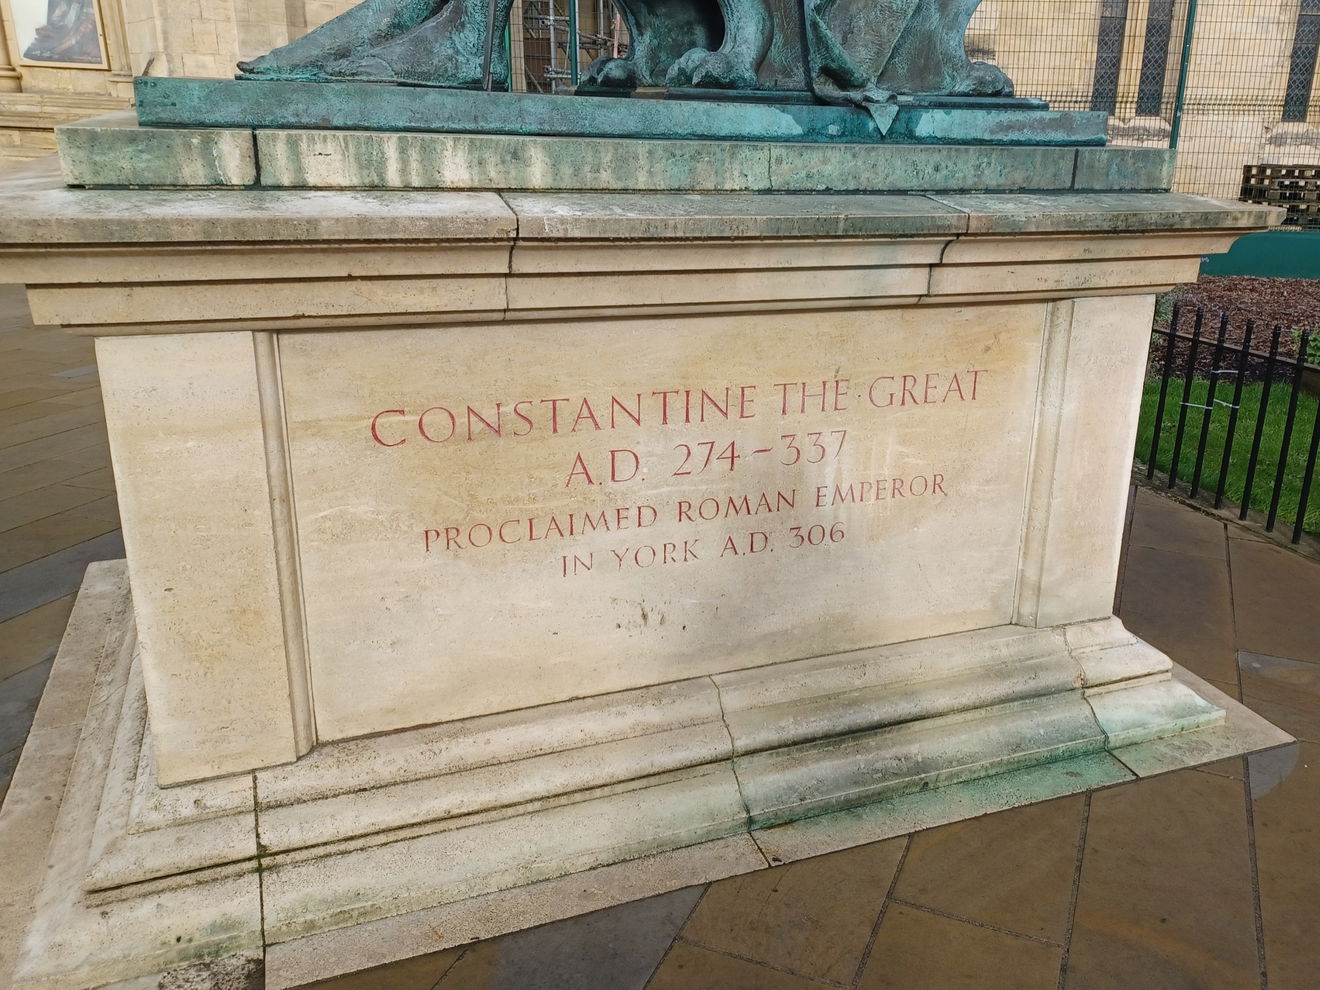 CONSTANTINE THE GREAT
A.D. 274-337
PROCLAIMED ROMAN EMPEROR
IN YORK A.D. 306